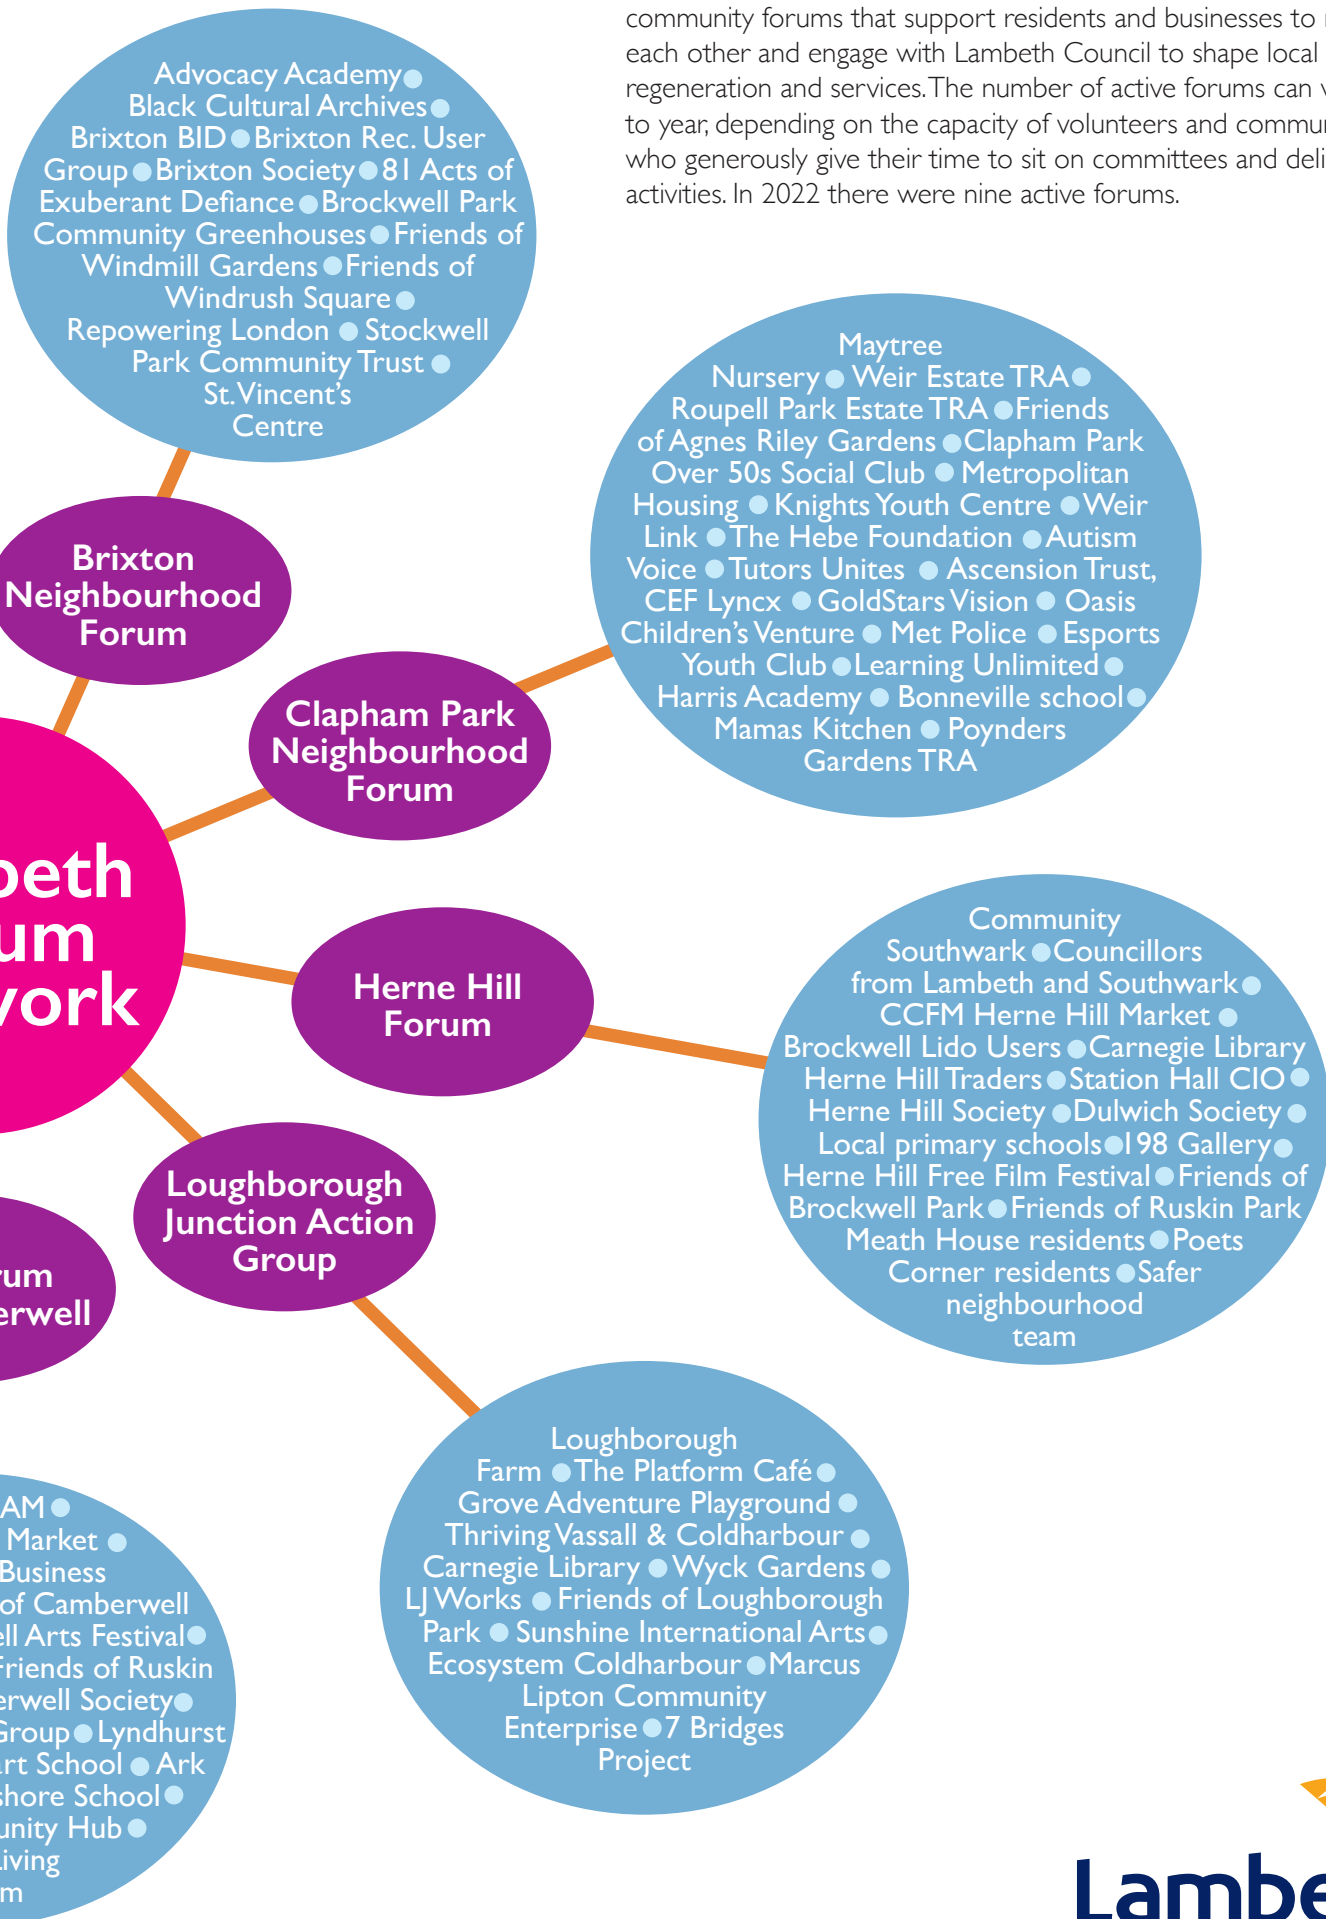 community forums that support residents and businesses to
each other and engage with Lambeth Council to shape local
regeneration and services. The number of active forums can
to year, depending on the capacity of volunteers and
who generously give their time to sit on committees and
activities. In 2022 there were nine active forums.
Advocacy Academy ●
Black Cultural Archives ●
Brixton BID ● Brixton Rec. User
Group ● Brixton Society ● 81 Acts of
Exuberant Defiance ● Brockwell Park
Community Greenhouses ● Friends of
Windmill Gardens ● Friends of
Windrush Square ●
Repowering London ● Stockwell
Park Community Trust ●
St. Vincent's
Centre
Brixton
Neighbourhood
Forum
Maytree
Nursery ● Weir Estate TRA ●
Roupell Park Estate TRA ● Friends
of Agnes Riley Gardens ● Clapham Park
Over 50s Social Club ● Metropolitan
Housing ● Knights Youth Centre ● Weir
Link ● The Hebe Foundation ● Autism
Voice ● Tutors Unites ● Ascension Trust,
CEF Lyncx ● GoldStars Vision ● Oasis
Children's Venture ● Met Police ● Esports
Youth Club ● Learning Unlimited ●
Harris Academy ● Bonneville school ●
Mamas Kitchen ● Poynders
Gardens TRA
Clapham Park
Neighbourhood
Forum
beth
um
work
Herne Hill
Forum
Community
Southwark ● Councillors
from Lambeth and Southwark ●
CCFM Herne Hill Market ●
Brockwell Lido Users ● Carnegie Library
Herne Hill Traders ● Station Hall CIO ●
Herne Hill Society ● Dulwich Society ●
Local primary schools ● 198 Gallery ●
Herne Hill Free Film Festival ● Friends of
Brockwell Park ● Friends of Ruskin Park
Meath House residents ● Poets
Corner residents ● Safer
neighbourhood
team
Loughborough
Junction Action
Group
rum
erwell
Loughborough
Farm ● The Platform Café ●
Grove Adventure Playground ●
Thriving Vassall & Coldharbour ●
Carnegie Library ● Wyck Gardens ●
LJ Works ● Friends of Loughborough
Park ● Sunshine International Arts ●
Ecosystem Coldharbour ● Marcus
Lipton Community
Enterprise ● 7 Bridges
Project
AM ●
Market ●
Business
of Camberwell
ell Arts Festival ●
Friends of Ruskin
erwell Society ●
Group ● Lyndhurst
art School ● Ark
shore School ●
unity Hub ●
Living
m
Lambe